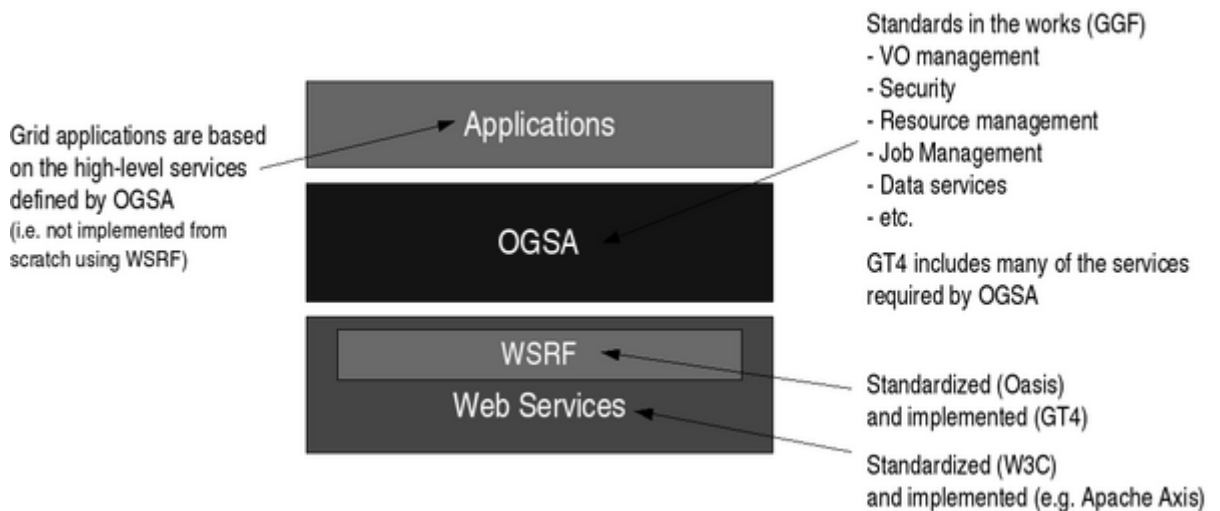 Standards in the works (GGF)
- VO management
- Security
- Resource management
- Job Management
- Data services
- etc.
GT4 includes many of the services
required by OGSA
Applications
Grid applications are based
on the high-level services
defined by OGSA
(i.e. not implemented from
scratch using WSRF)
OGSA
WSRF
Web Services
Standardized (Oasis)
and implemented (GT4)
Standardized (W3C)
and implemented (e.g. Apache Axis)